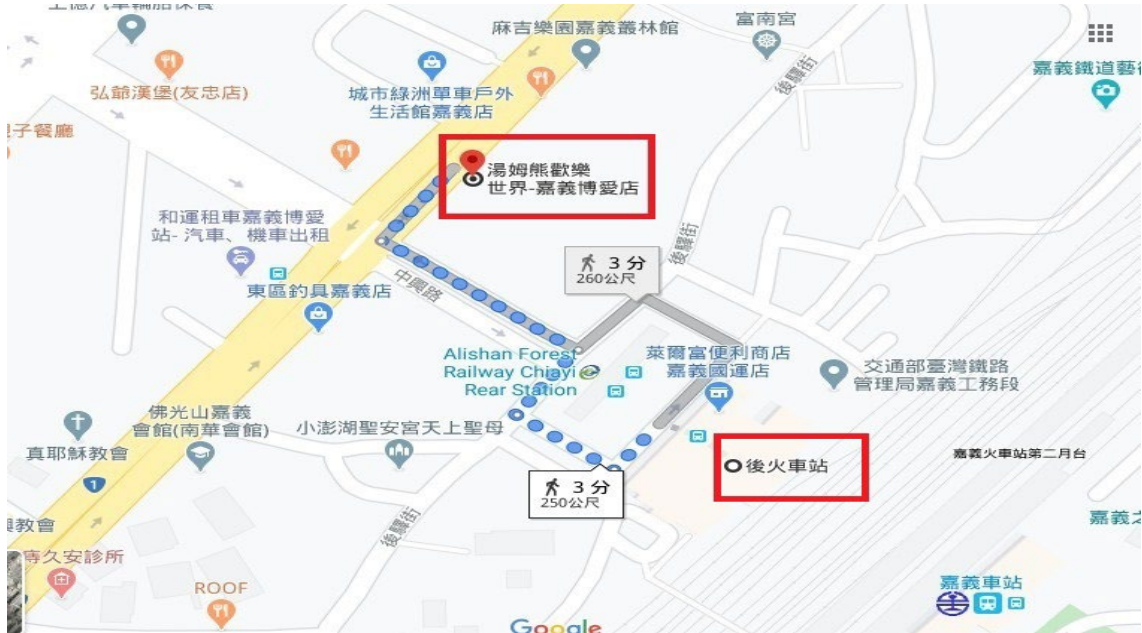 麻吉樂園嘉義叢林館
富南宮
嘉義鐵道藝
弘爺漢堡(友忠店)
城市綠洲單車戶外
生活館嘉義店
後驛街
子餐廳
湯姆熊歡樂
世界-嘉義博愛店
和運租車嘉義博愛
站- 汽車、機車出租
後驛街
3 分
260公尺
中興路
東區釣具嘉義店
Alishan Forest
Railway Chiayi
Rear Station
萊爾富便利商店
嘉義國運店
交通部臺灣鐵路
管理局嘉義工務段
佛光山嘉義
會館(南華會館)
小澎湖聖安宮天上聖母
真耶穌教會
後火車站
嘉義火車站第二月台
1
3 分
250公尺
教會
後驛街
嘉義之
久安診所
ROOF
嘉義車站
Google